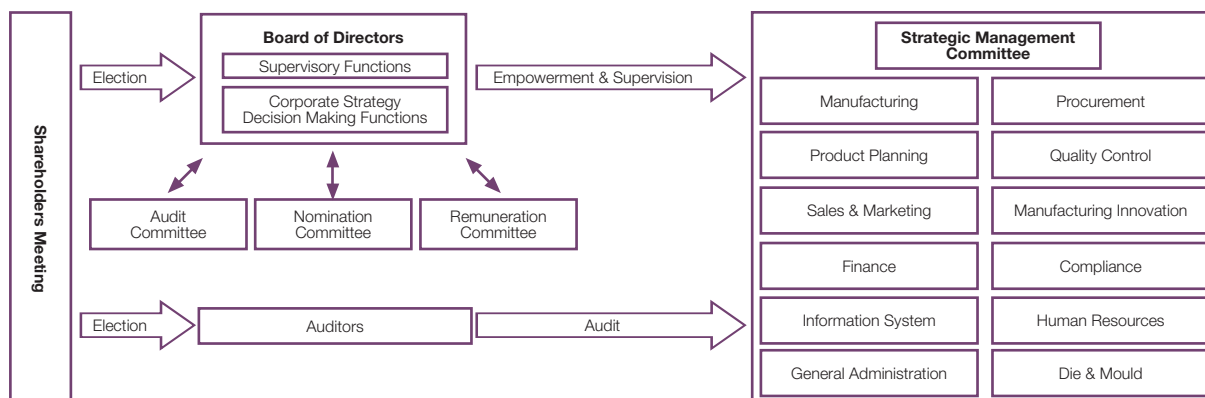 Shareholders Meeting
Election
Board of Directors
Supervisory Functions
Corporate Strategy
Decision Making Functions
Empowerment & Supervision
Audit
Committee
Nomination
Committee
Remuneration
Committee
Election
Auditors
Audit
Strategic Management
Committee
Manufacturing
Procurement
Product Planning
Quality Control
Sales & Marketing
Manufacturing Innovation
Finance
Compliance
Information System
Human Resources
General Administration
Die & Mould